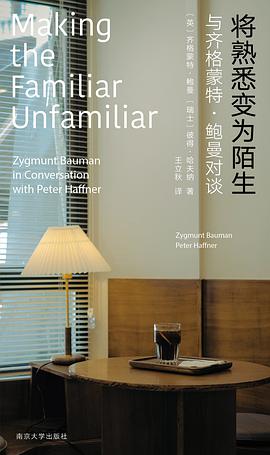 Making
the
Familiar
Unfamiliar
Zygmunt Bauman
in Conversation
with Peter Haffner
将熟悉变为陌生
与齐格蒙特·鲍曼对谈
〔英〕齐格蒙特·鲍曼 〔瑞士〕彼得·哈夫纳 著
王立秋 译
Zygmunt Bauman
Peter Haffner
南京大学出版社